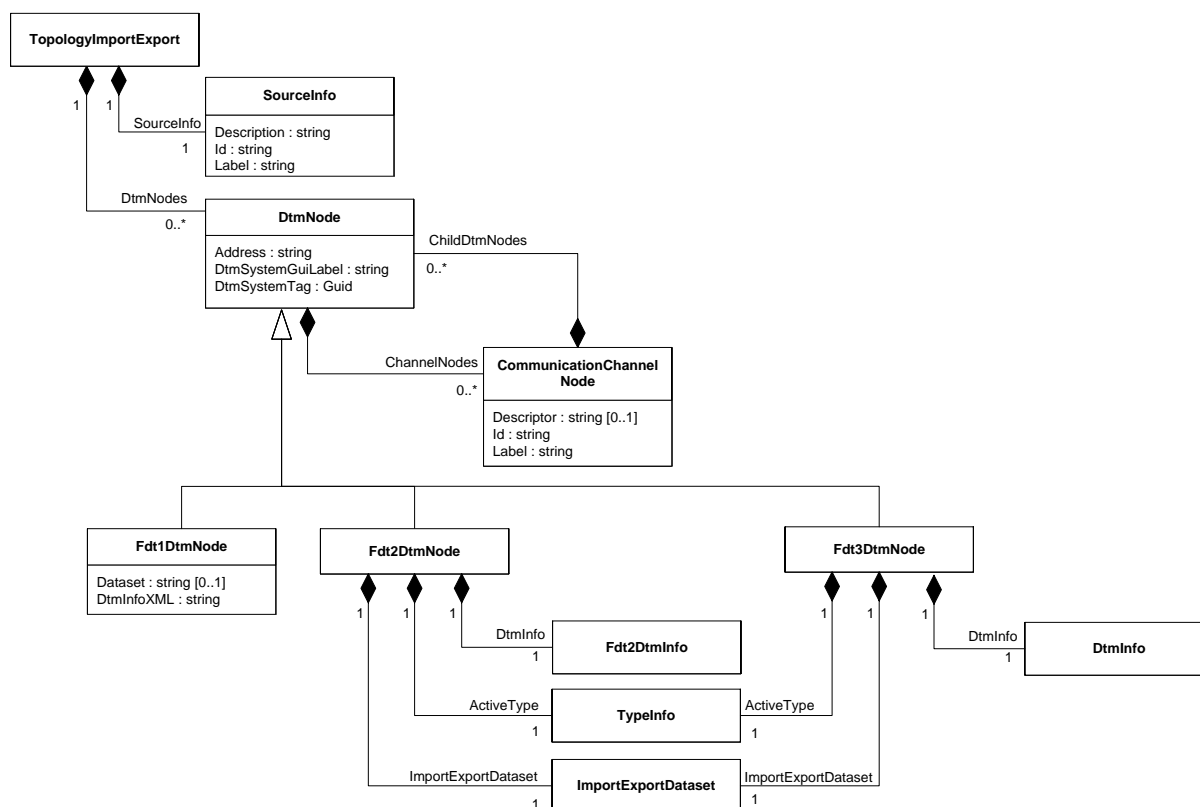 TopologyImportExport
1
1
SourceInfo
SourceInfo
1
Description : string
Id : string
Label : string
DtmNodes
0..*
DtmNode
Address : string
DtmSystemGuiLabel : string
DtmSystemTag : Guid
ChildDtmNodes
0..*
ChannelNodes
0..*
CommunicationChannel
Node
Descriptor : string [0..1]
Id : string
Label : string
Fdt1DtmNode
Dataset : string [0..1]
DtmInfoXML : string
Fdt2DtmNode
Fdt3DtmNode
1
1
1
1
1
1
DtmInfo
1
Fdt2DtmInfo
DtmInfo
1
DtmInfo
ActiveType
1
TypeInfo
ActiveType
1
ImportExportDataset
1
ImportExportDataset
ImportExportDataset
1